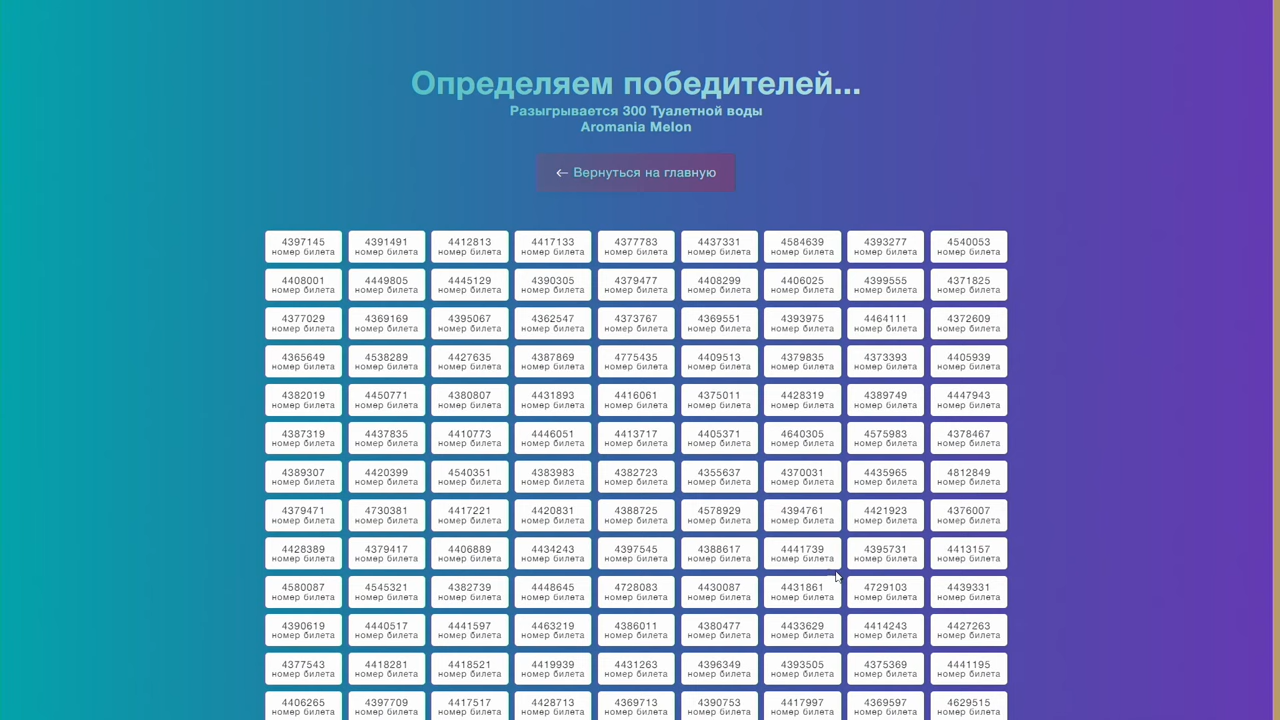 Определяем победителей...
Разыгрывается 300 Туалетной воды
Aromania Melon
← Вернуться на главную
4397145 4391491 4412813 4417133 4377783 4437331 4584639 4393277 4540053
номер билета номер билета номер билета номер билета номер билета номер билета номер билета номер билета номер билета
4408001 4449805 4445129 4390305 4379477 4408299 4406025 4399555 4371825
номер билета номер билета номер билета номер билета номер билета номер билета номер билета номер билета номер билета
4377029 4369169 4395067 4362547 4373767 4369551 4393975 4464111 4372609
номер билета номер билета номер билета номер билета номер билета номер билета номер билета номер билета номер билета
4365649 4538289 4427635 4387869 4775435 4409513 4379835 4373393 4405939
номер билета номер билета номер билета номер билета номер билета номер билета номер билета номер билета номер билета
4382019 4450771 4380807 4431893 4416061 4375011 4428319 4389749 4447943
номер билета номер билета номер билета номер билета номер билета номер билета номер билета номер билета номер билета
4387319 4437835 4410773 4446051 4413717 4405371 4640305 4575983 4378467
номер билета номер билета номер билета номер билета номер билета номер билета номер билета номер билета номер билета
4389307 4420399 4540351 4383983 4382723 4355637 4370031 4435965 4812849
номер билета номер билета номер билета номер билета номер билета номер билета номер билета номер билета номер билета
4379471 4730381 4417221 4420831 4388725 4578929 4394761 4421923 4376007
номер билета номер билета номер билета номер билета номер билета номер билета номер билета номер билета номер билета
4428389 4379417 4406889 4434243 4397545 4388617 4441739 4395731 4413157
номер билета номер билета номер билета номер билета номер билета номер билета номер билета номер билета номер билета
4580087 4545321 4382739 4448645 4728083 4430087 4431861 4729103 4439331
номер билета номер билета номер билета номер билета номер билета номер билета номер билета номер билета номер билета
4390619 4440517 4441597 4463219 4386011 4380477 4433629 4414243 4427263
номер билета номер билета номер билета номер билета номер билета номер билета номер билета номер билета номер билета
4377543 4418281 4418521 4419939 4431263 4396349 4393505 4375369 4441195
номер билета номер билета номер билета номер билета номер билета номер билета номер билета номер билета номер билета
4406265 4397709 4417517 4428713 4369713 4390753 4417997 4369597 4629515
номер билета номер билета номер билета номер билета номер билета номер билета номер билета номер билета номер билета